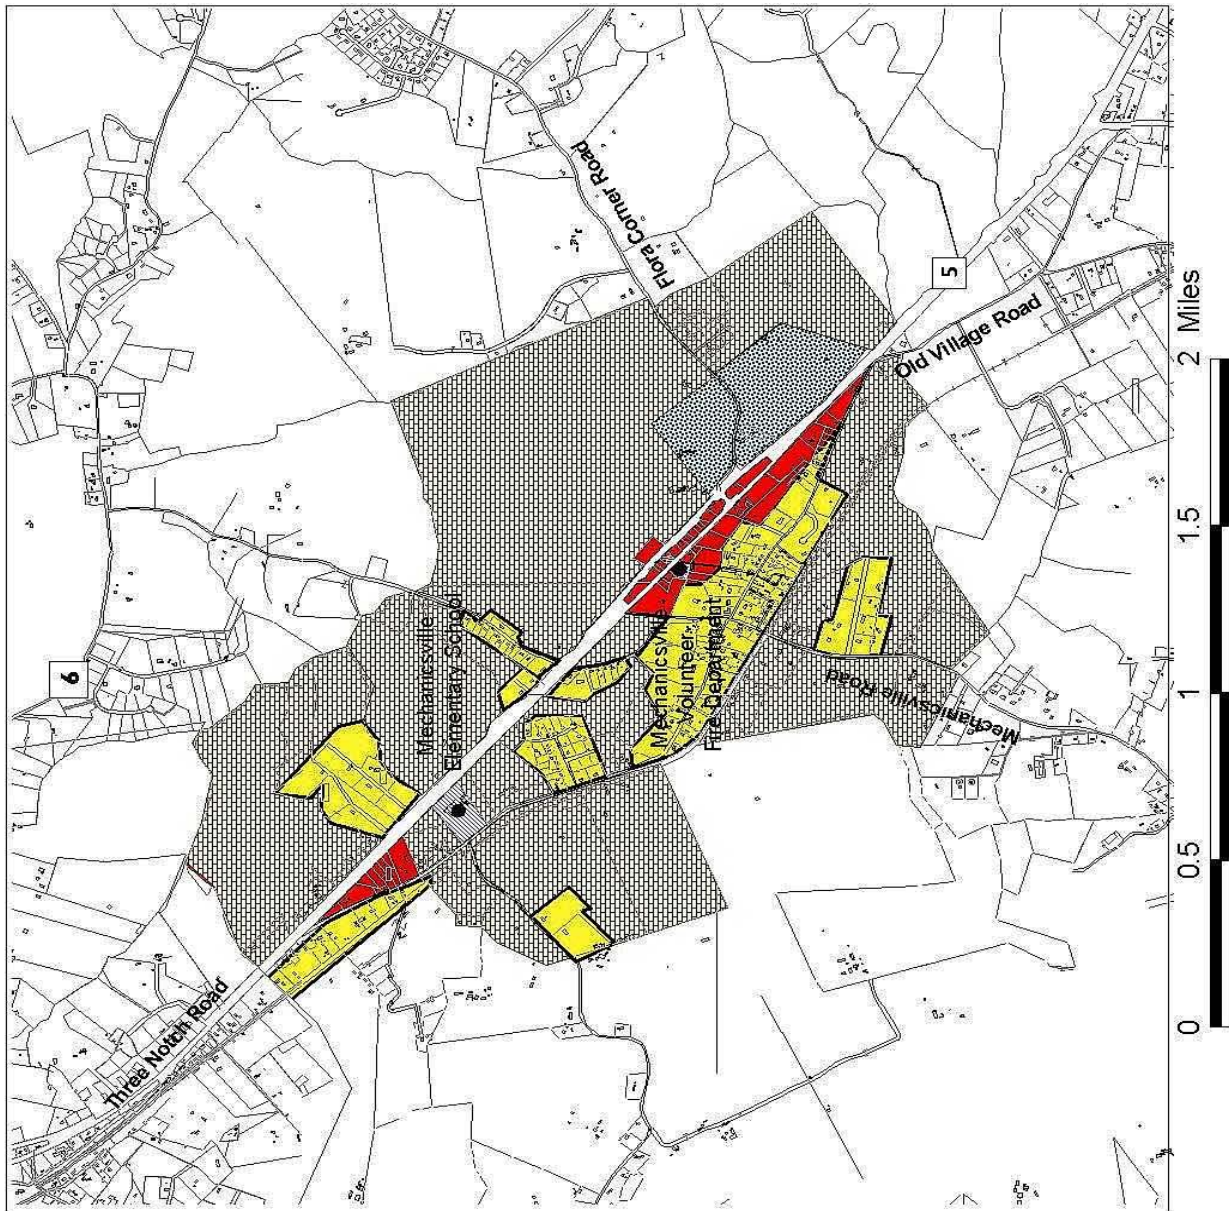 6
Three Notch Road
Mechanicsville
Elementary School
Flora Corner Road
5
Old Village Road
Mechanicsville
Volunteer
Fire Department
Mechanicsville Road
0 0.5 1 1.5 2 Miles